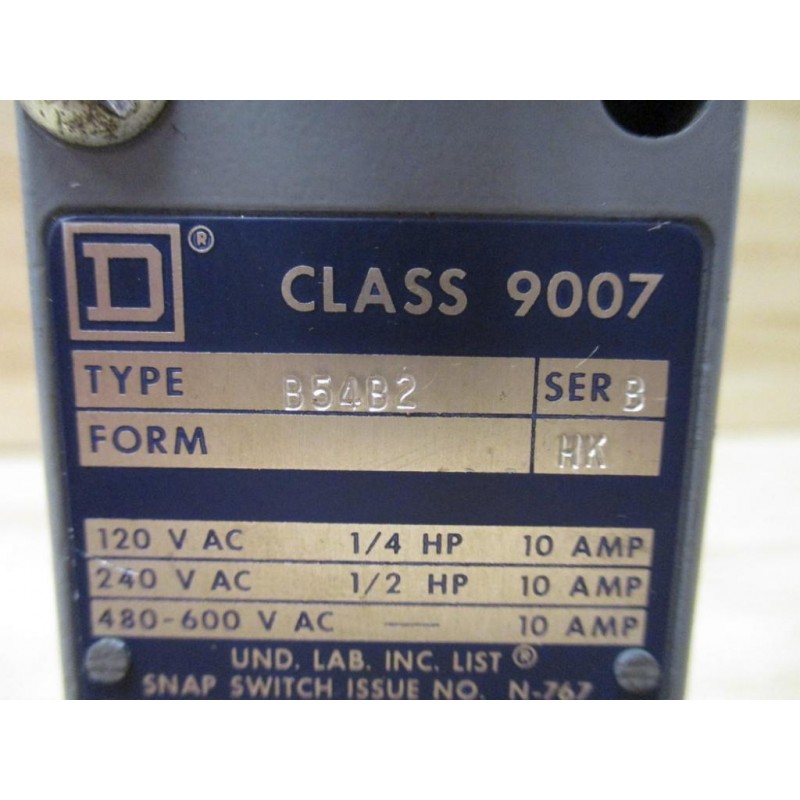 D® CLASS 9007
TYPE B54B2 SER B
FORM HK
120 V AC 1/4 HP 10 AMP
240 V AC 1/2 HP 10 AMP
480-600 V AC —— 10 AMP
UND. LAB. INC. LIST ®
SNAP SWITCH ISSUE NO. N-767